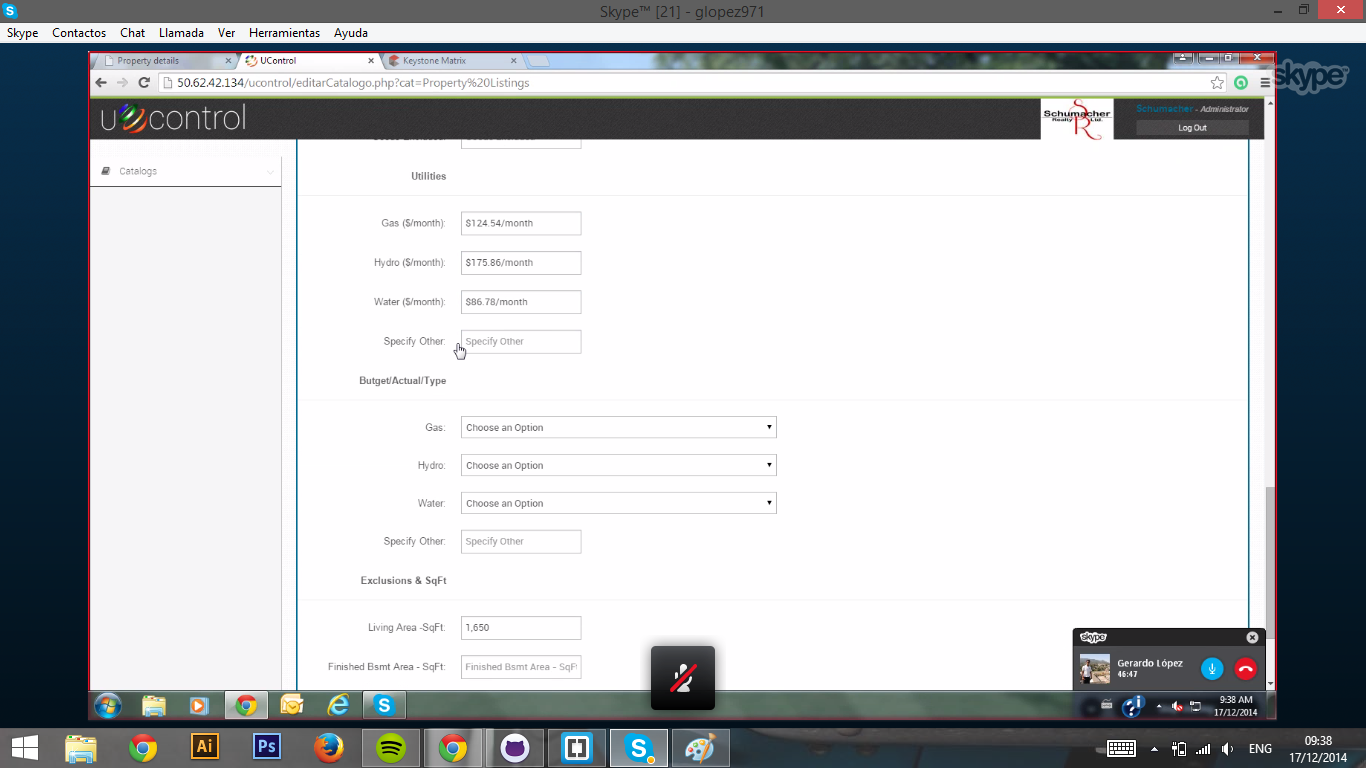 Skype™ [21] - glopez971
Skype Contactos Chat Llamada Ver Herramientas Ayuda
Property details UControl Keystone Matrix
50.62.42.134/ucontrol/editarCatalogo.php?cat=Property%20Listings
skype
ucontrol
Schumacher
Realty Ltd.
Schumacher - Administrator
Log Out
Catalogs
Utilities
Gas ($/month): $124.54/month
Hydro ($/month): $175.86/month
Water ($/month): $86.78/month
Specify Other: Specify Other
Butget/Actual/Type
Gas: Choose an Option
Hydro: Choose an Option
Water: Choose an Option
Specify Other: Specify Other
Exclusions & SqFt
Living Area -SqFt: 1,650
Finished Bsmt Area - SqFt: Finished Bsmt Area - SqF
skype
Gerardo López
46:47
9:38 AM
17/12/2014
Ai Ps ENG 09:38
17/12/2014